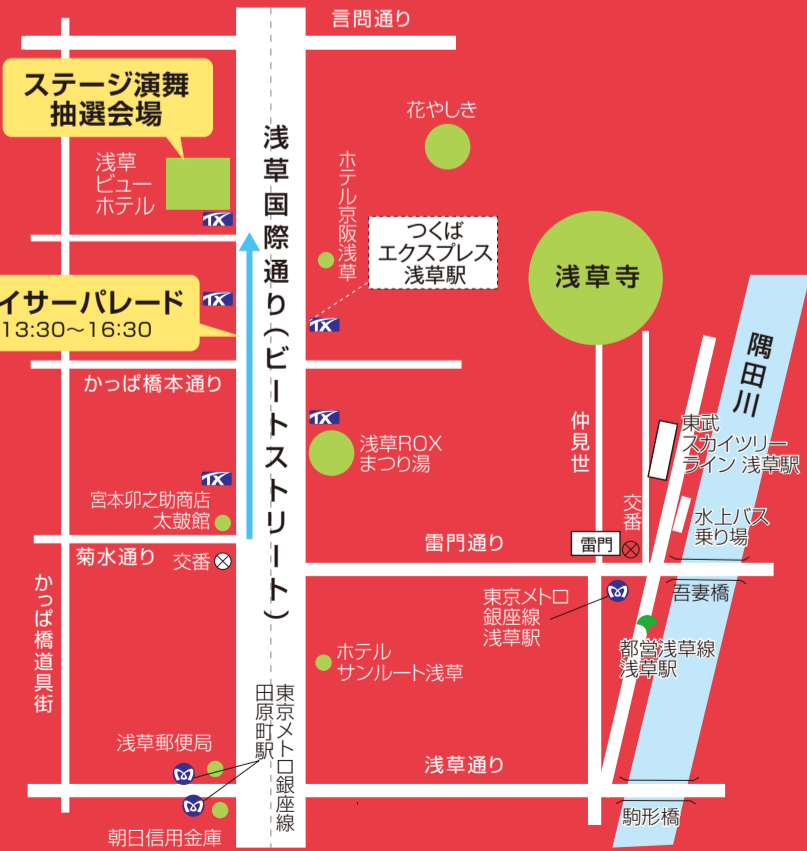 言問通り
ステージ演舞
抽選会場
花やしき
浅草
ビュー
ホテル
TX
浅草国際通り(ビートストリート)
ホテル京阪浅草
つくば
エクスプレス
浅草駅
浅草寺
イサーパレード
13:30～16:30
TX
TX
隅田川
かっぱ橋本通り
TX
浅草ROX
まつり湯
仲見世
東武
スカイツリー
ライン 浅草駅
TX
宮本卯之助商店
太皷館
交番
水上バス
乗り場
菊水通り
交番
雷門通り
雷門
吾妻橋
かっぱ橋道具街
東京メトロ
銀座線
浅草駅
都営浅草線
浅草駅
ホテル
サンルート浅草
東京メトロ銀座線
田原町駅
浅草郵便局
浅草通り
駒形橋
朝日信用金庫